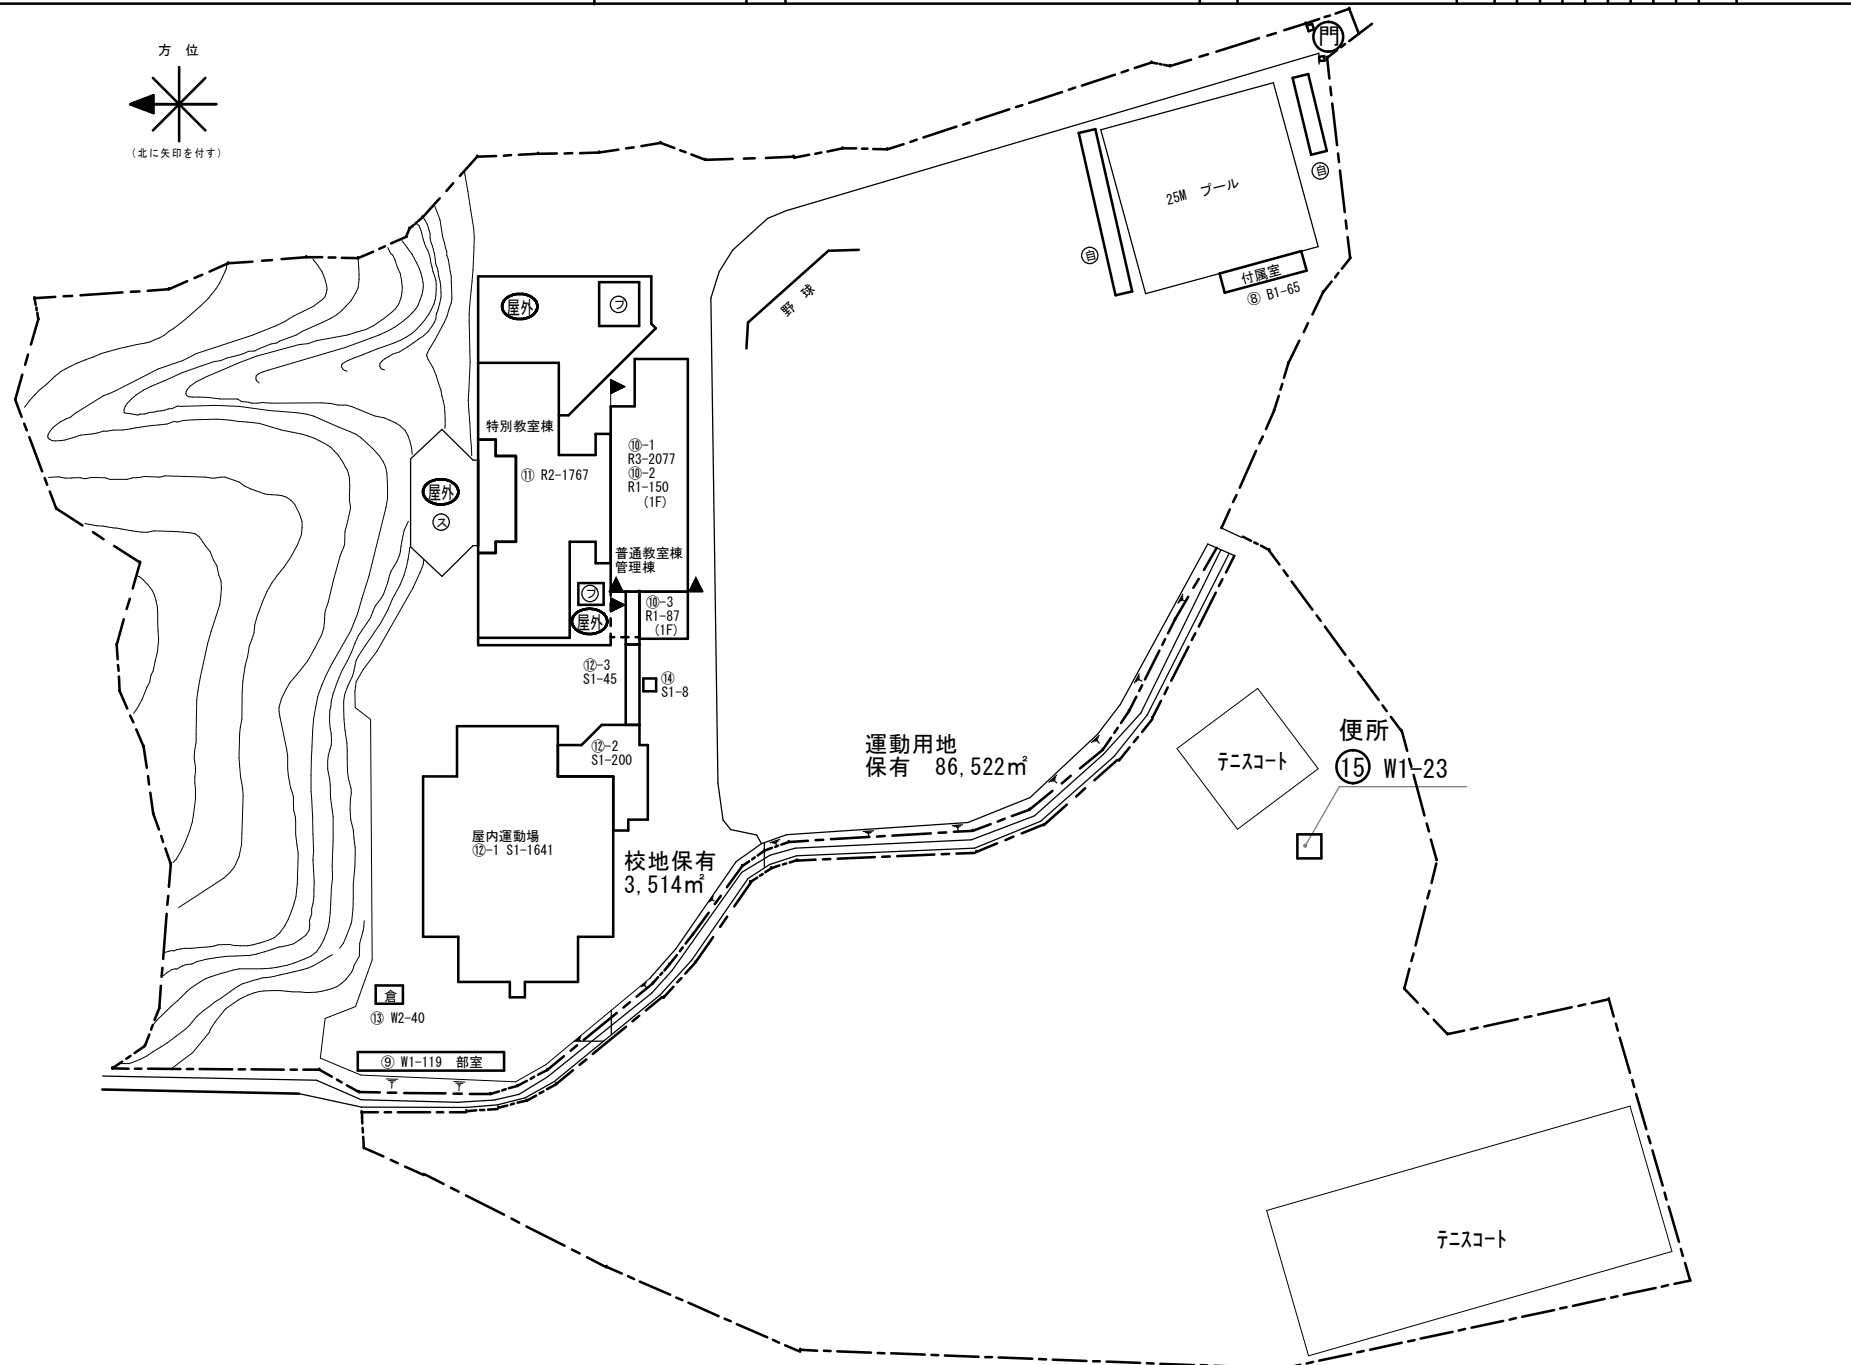 方 位
(北に矢印を付す)
門
25M プール
自
自
付属室
⑧ B1-65
野 球
屋外
フ
特別教室棟
⑪ R2-1767
⑩-1
R3-2077
⑩-2
R1-150
(1F)
屋外
ス
普通教室棟
管理棟
フ
屋外
⑩-3
R1-87
(1F)
⑫-3
S1-45
⑭
S1-8
⑫-2
S1-200
運動用地
保有 86,522㎡
テニスコート
便所
⑮ W1-23
屋内運動場
⑫-1 S1-1641
校地保有
3,514㎡
倉
⑬ W2-40
⑨ W1-119 部室
テニスコート